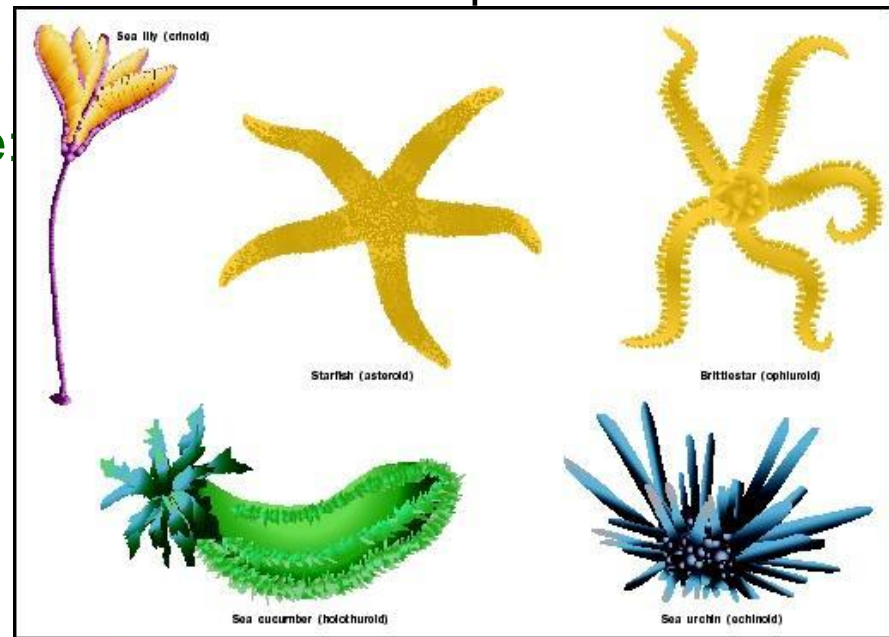 Sea lily (crinoid)
Starfish (asteroid)
Brittlestar (ophiuroid)
Sea cucumber (holothuroid)
Sea urchin (echinoid)